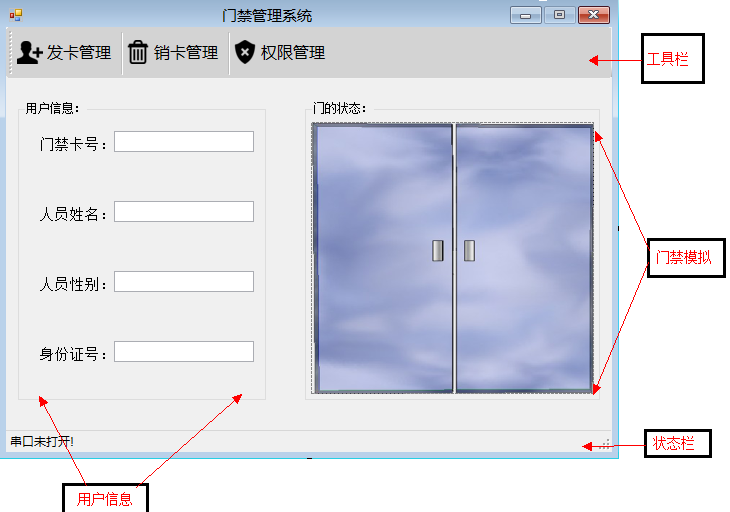 门禁管理系统
发卡管理 销卡管理 权限管理
工具栏
用户信息：
门的状态：
门禁卡号：
人员姓名：
门禁模拟
人员性别：
身份证号：
串口未打开!
状态栏
用户信息